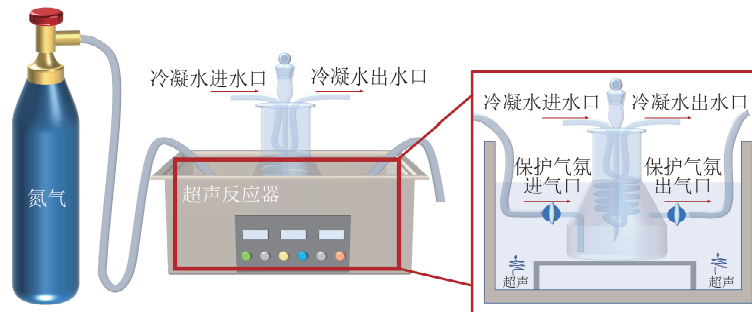 冷凝水进水口
冷凝水出水口
氮气
超声反应器
冷凝水进水口
冷凝水出水口
保护气氛
进气口
保护气氛
出气口
超声
超声